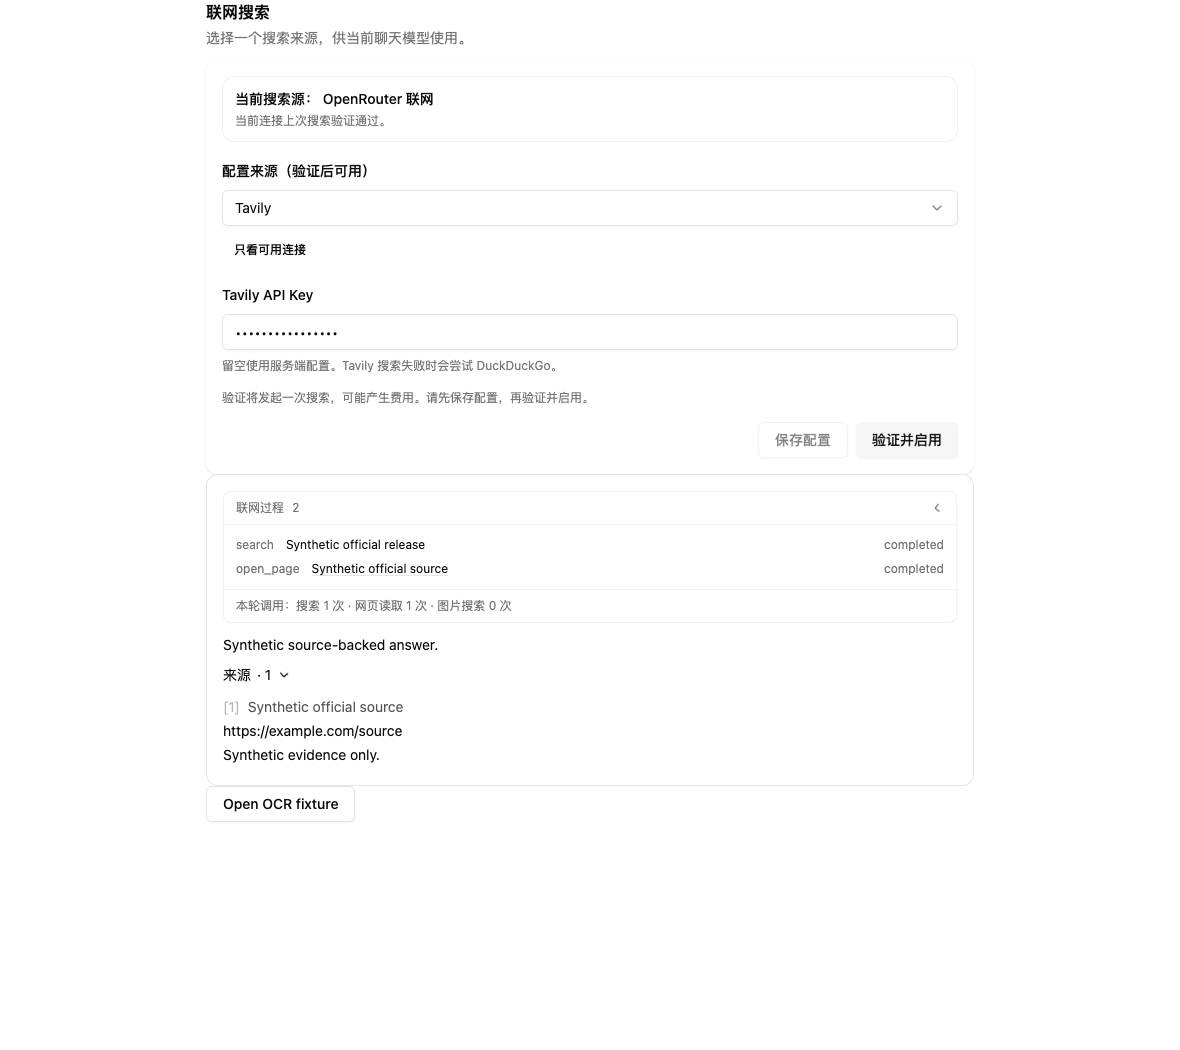 联网搜索
选择一个搜索来源，供当前聊天模型使用。
当前搜索源： OpenRouter 联网
当前连接上次搜索验证通过。
配置来源（验证后可用）
Tavily
只看可用连接
Tavily API Key
••••••••••••••••
留空使用服务端配置。Tavily 搜索失败时会尝试 DuckDuckGo。
验证将发起一次搜索，可能产生费用。请先保存配置，再验证并启用。
保存配置 验证并启用
联网过程 2
search Synthetic official release completed
open_page Synthetic official source completed
本轮调用：搜索 1 次 · 网页读取 1 次 · 图片搜索 0 次
Synthetic source-backed answer.
来源 · 1
[1] Synthetic official source
https://example.com/source
Synthetic evidence only.
Open OCR fixture